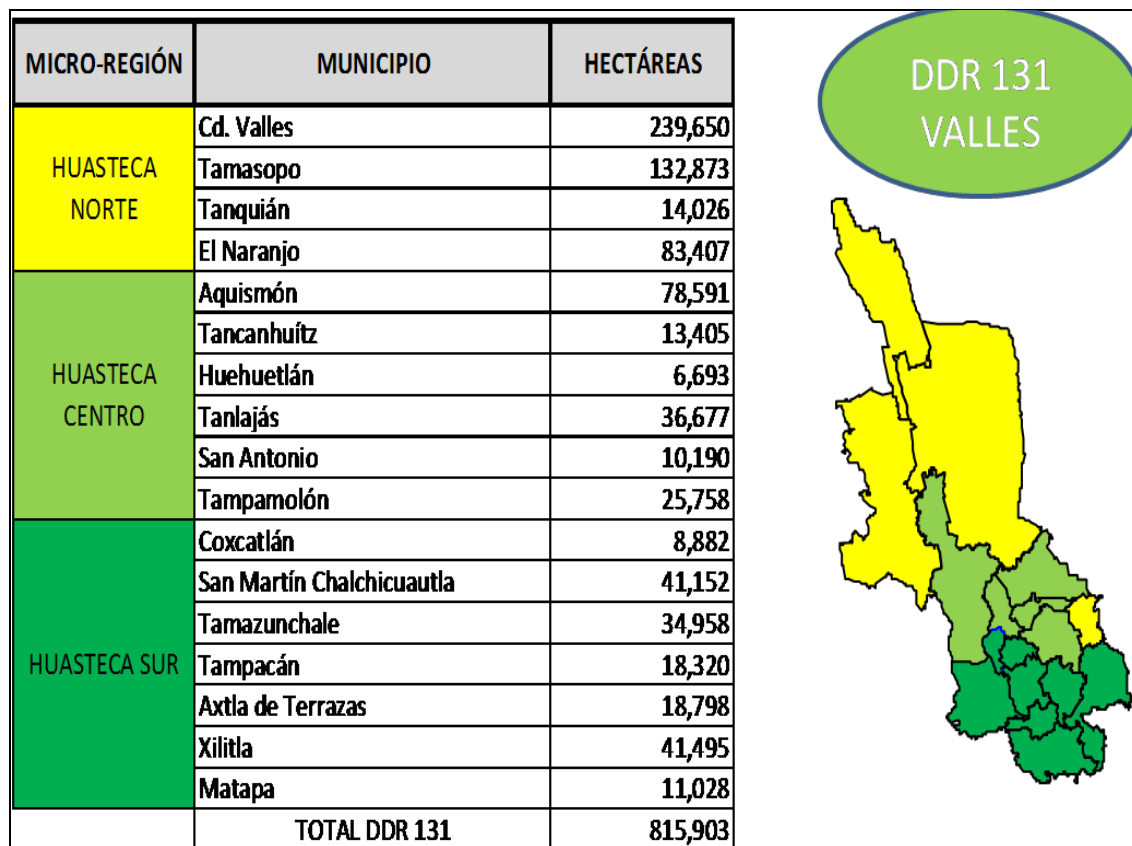 MICRO-REGIÓN MUNICIPIO HECTÁREAS
HUASTECA NORTE
Cd. Valles 239,650
Tamasopo 132,873
Tanquián 14,026
El Naranjo 83,407
HUASTECA CENTRO
Aquismón 78,591
Tancanhuítz 13,405
Huehuetlán 6,693
Tanlajás 36,677
San Antonio 10,190
Tampamolón 25,758
HUASTECA SUR
Coxcatlán 8,882
San Martín Chalchicuautla 41,152
Tamazunchale 34,958
Tampacán 18,320
Axtla de Terrazas 18,798
Xilitla 41,495
Matapa 11,028
TOTAL DDR 131 815,903
DDR 131
VALLES